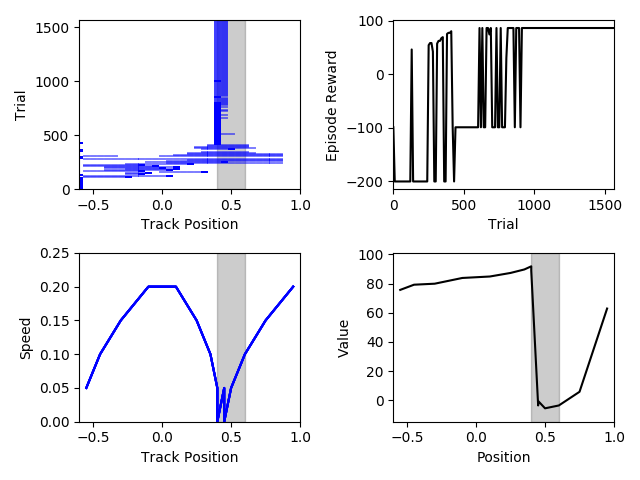 1500
1000
500
0
Trial
−0.5 0.0 0.5 1.0
Track Position
100
0
−100
−200
Episode Reward
0 500 1000 1500
Trial
0.25
0.20
0.15
0.10
0.05
0.00
Speed
−0.5 0.0 0.5 1.0
Track Position
100
80
60
40
20
0
Value
−0.5 0.0 0.5 1.0
Position